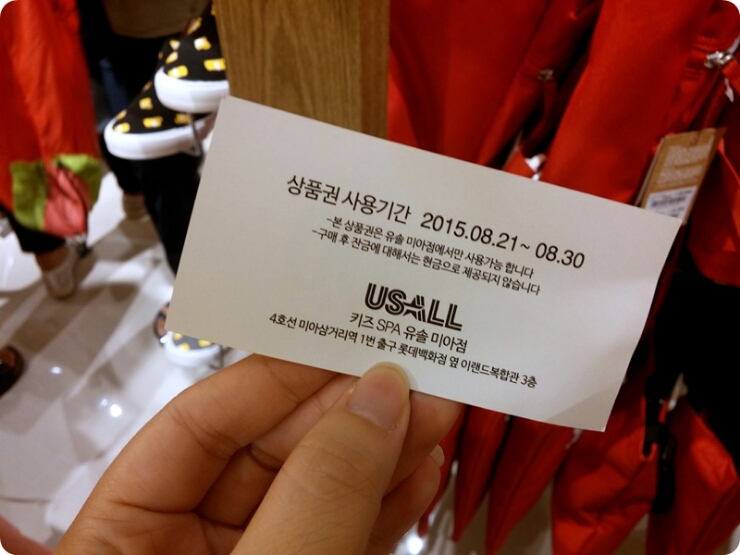 상품권 사용기간 2015.08.21~ 08.30
-본 상품권은 유솔 미아점에서만 사용가능 합니다
-구매 후 잔금에 대해서는 현금으로 제공되지 않습니다
USALL
키즈 SPA 유솔 미아점
4호선 미아삼거리역 1번 출구 롯데백화점 옆 이랜드복합관 3층